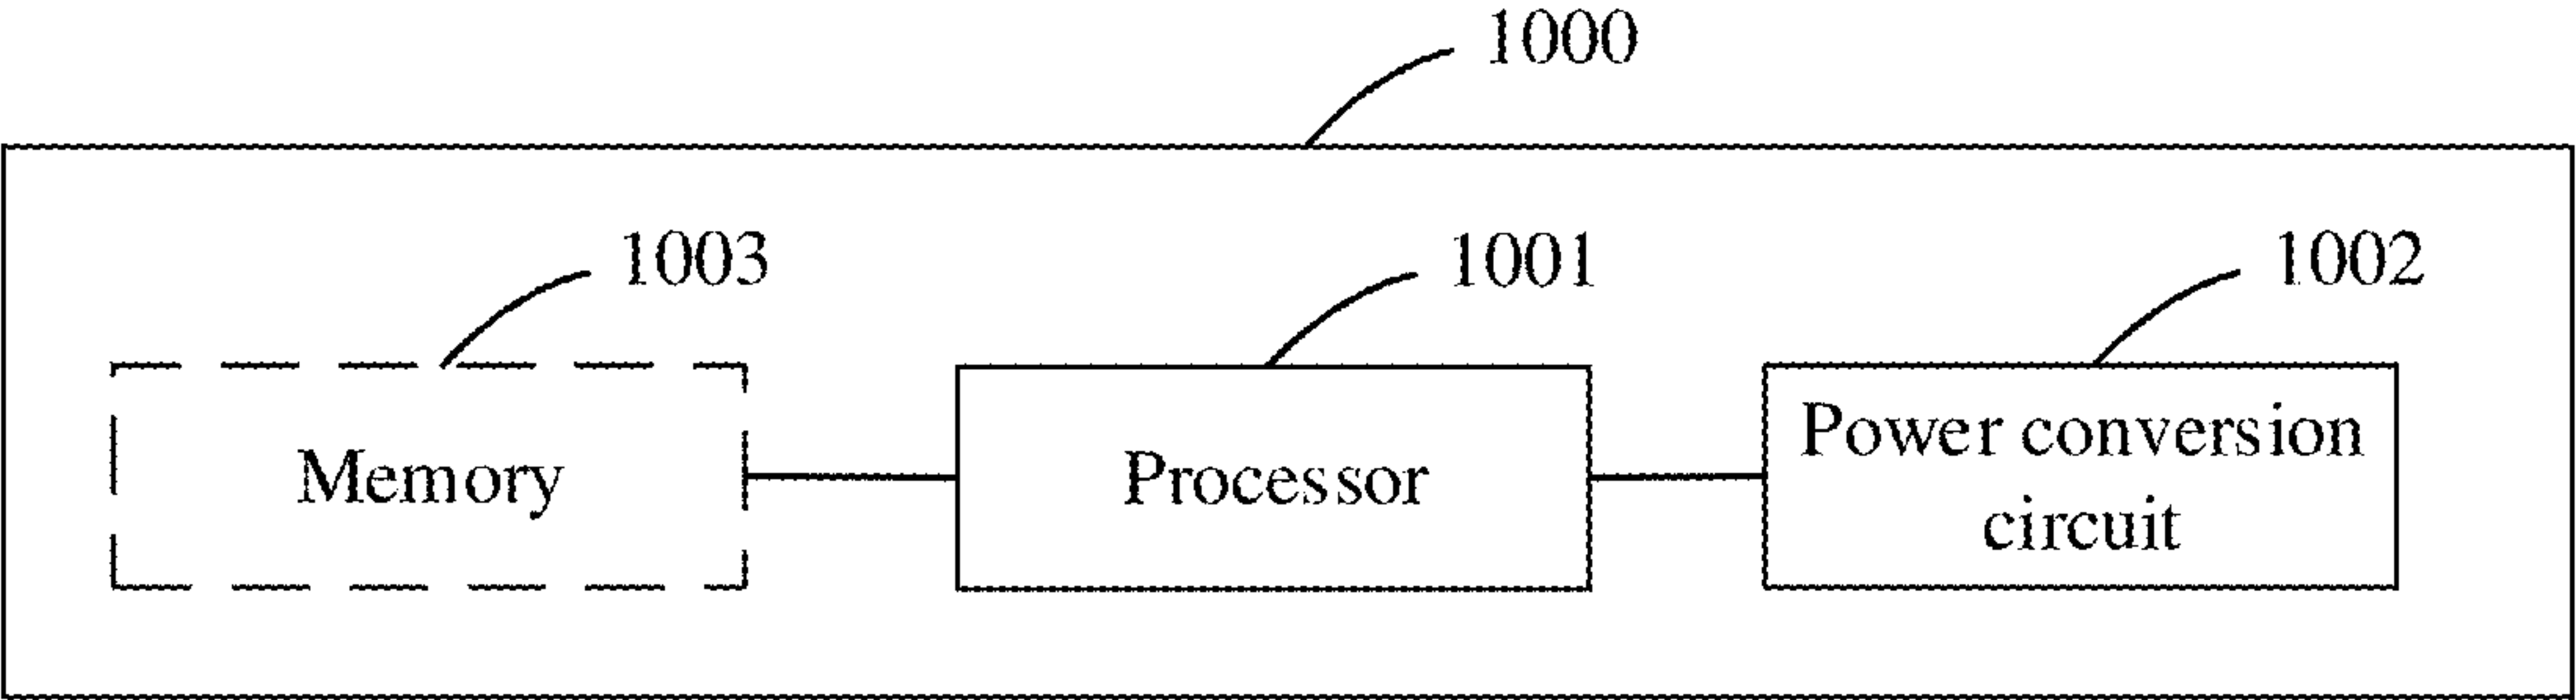 1000
1003
1001
1002
Memory
Processor
Power conversion
circuit